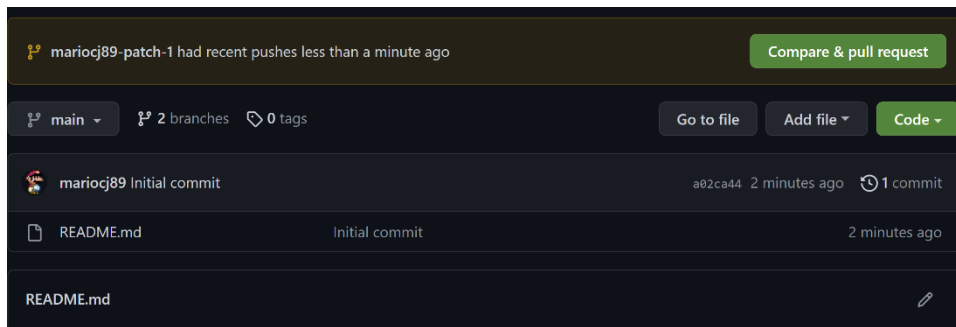 mariocj89-patch-1 had recent pushes less than a minute ago Compare & pull request
main 2 branches 0 tags Go to file Add file Code
mariocj89 Initial commit a02ca44 2 minutes ago 1 commit
README.md Initial commit 2 minutes ago
README.md